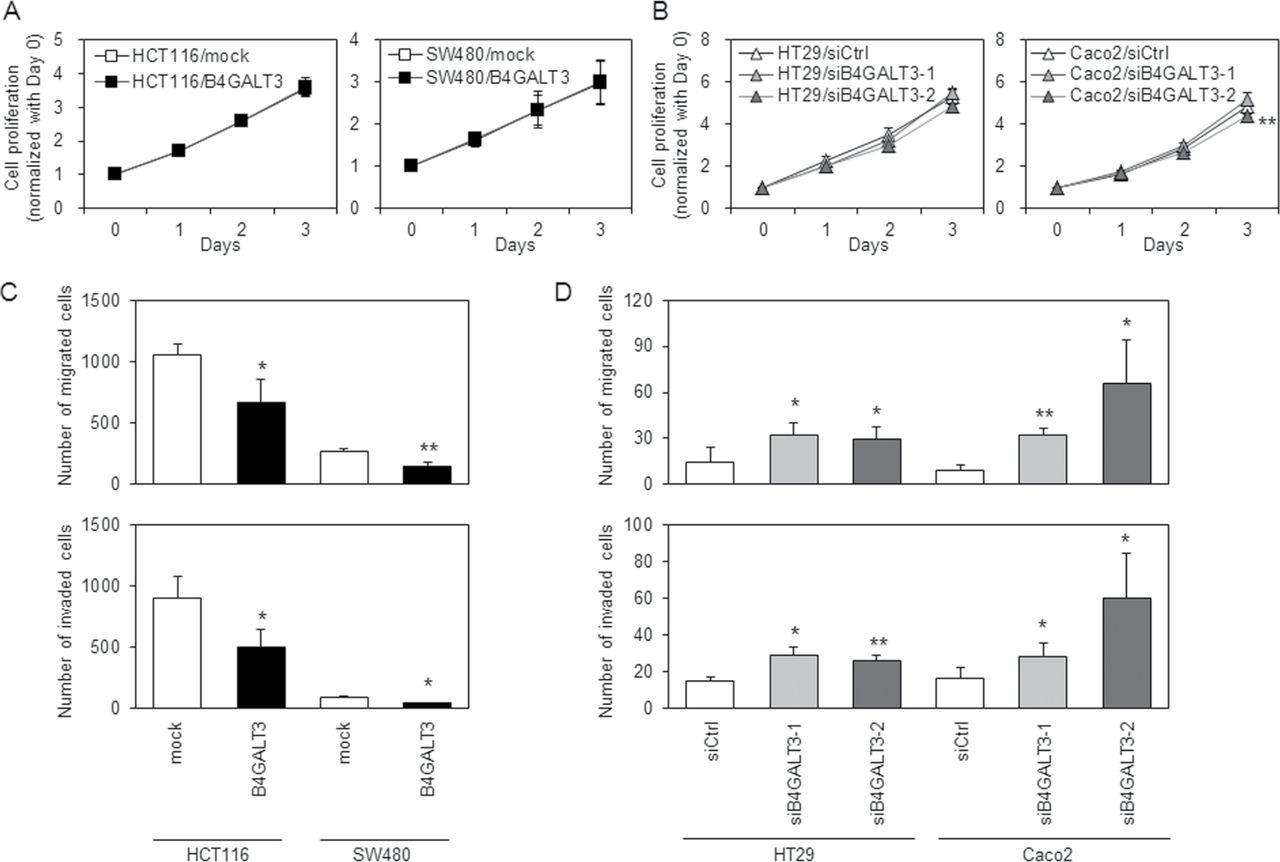 A
Cell proliferation
(normalized with Day 0)
5
4
3
2
1
0
HCT116/mock
HCT116/B4GALT3
0 1 2 3
Days
4
3
2
1
0
SW480/mock
SW480/B4GALT3
0 1 2 3
Days
B
Cell proliferation
(normalized with Day 0)
8
6
4
2
0
HT29/siCtrl
HT29/siB4GALT3-1
HT29/siB4GALT3-2
0 1 2 3
Days
8
6
4
2
0
Caco2/siCtrl
Caco2/siB4GALT3-1
Caco2/siB4GALT3-2
**
0 1 2 3
Days
C
Number of migrated cells
1500
1000
500
0
*
**
Number of invaded cells
1500
1000
500
0
*
*
mock
B4GALT3
mock
B4GALT3
HCT116
SW480
D
Number of migrated cells
120
90
60
30
0
*
*
**
*
Number of invaded cells
100
80
60
40
20
0
*
**
*
*
siCtrl
siB4GALT3-1
siB4GALT3-2
siCtrl
siB4GALT3-1
siB4GALT3-2
HT29
Caco2